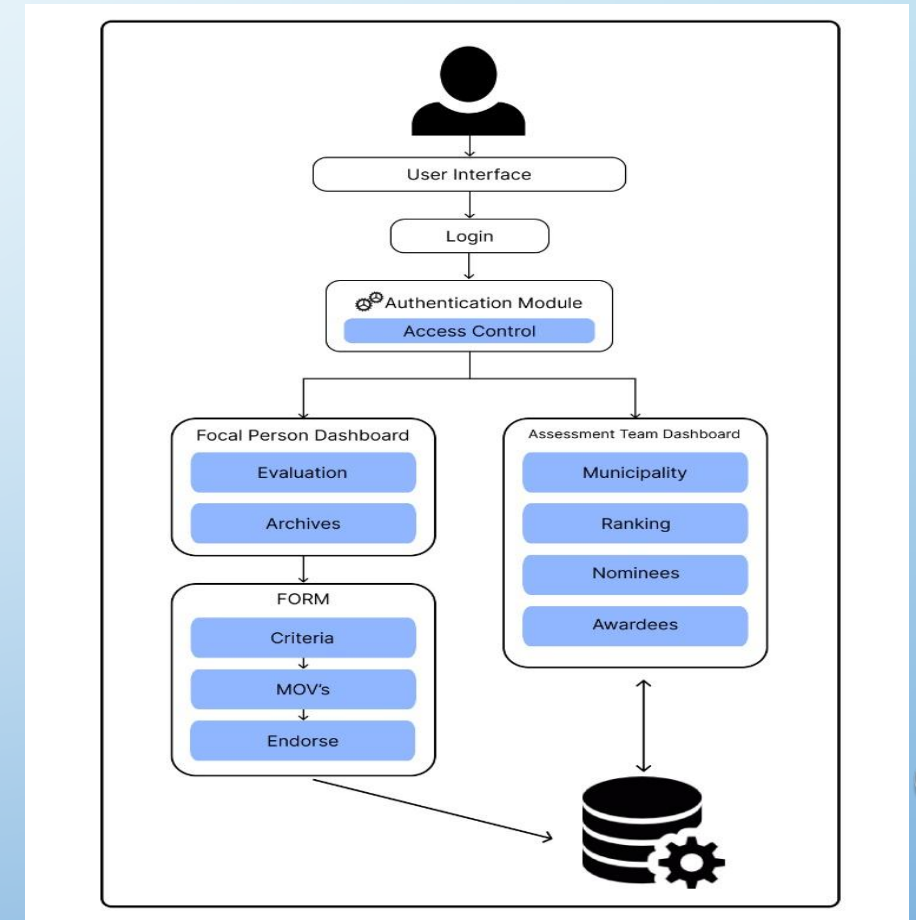 User Interface
Login
Authentication Module
Access Control
Focal Person Dashboard
Evaluation
Archives
FORM
Criteria
MOV's
Endorse
Assessment Team Dashboard
Municipality
Ranking
Nominees
Awardees